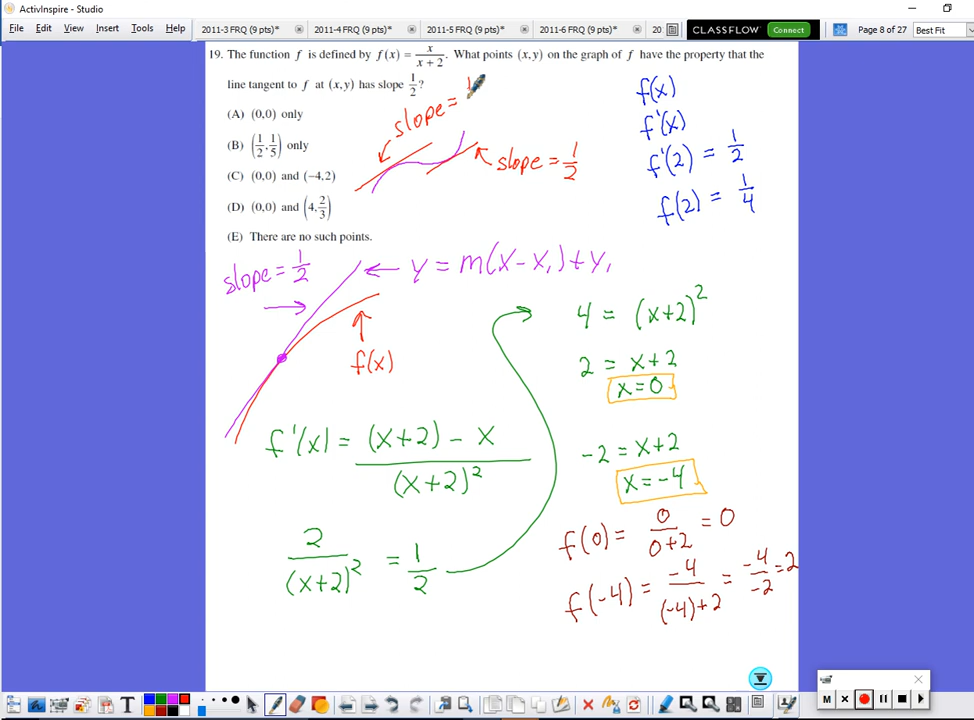 ActivInspire - Studio
File Edit View Insert Tools Help 2011-3 FRQ (9 pts)* 2011-4 FRQ (9 pts)* 2011-6 FRQ (9 pts)* 20 CLASSFLOW Connect Page 8 of 27 Best Fit
19. The function f is defined by f(x) = x/(x + 2). What points (x, y) on the graph of f have the property that the
line tangent to f at (x, y) has slope 1/2?
(A) (0,0) only
(B) (1/2, 1/5) only
(C) (0,0) and (−4,2)
(D) (0,0) and (4, 2/3)
(E) There are no such points.
slope = 1
slope = 1/2
f(x)
f'(x)
f'(2) = 1/2
f(2) = 1/4
slope = 1/2
y = m(x − x₁) + y₁
f(x)
f'(x) = ((x+2) − x)/(x+2)²
2/(x+2)² = 1/2
4 = (x+2)²
2 = x+2
x = 0
−2 = x+2
x = −4
f(0) = 0/(0+2) = 0
f(−4) = −4/((−4)+2) = −4/−2 = 2
M
T